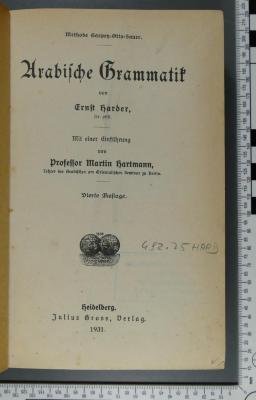 Methode Gaspey-Otto-Sauer.
Arabische Grammatik
von
Ernst Harder,
Dr. phil.
Mit einer Einführung
von
Professor Martin Hartmann,
Lehrer des Arabischen am Orientalischen Seminar zu Berlin.
Vierte Auflage.
492.75 HARD
Heidelberg.
Julius Groos, Verlag.
1931.